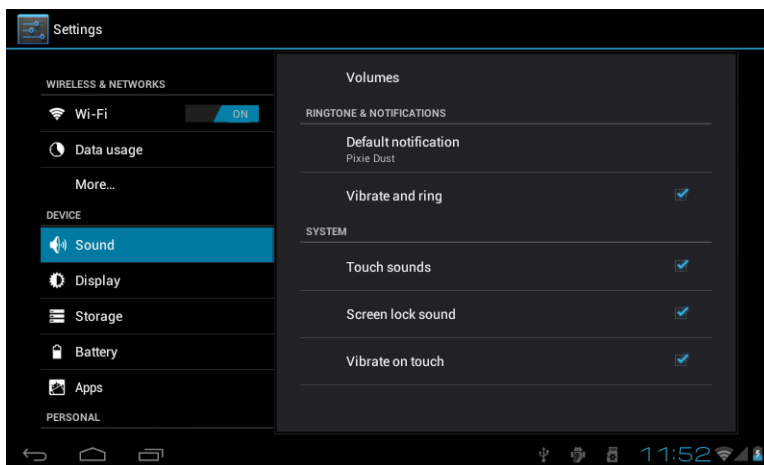 Settings
WIRELESS & NETWORKS
Wi-Fi
ON
Data usage
More...
DEVICE
Sound
Display
Storage
Battery
Apps
PERSONAL
Volumes
RINGTONE & NOTIFICATIONS
Default notification
Pixie Dust
Vibrate and ring
SYSTEM
Touch sounds
Screen lock sound
Vibrate on touch
11:52